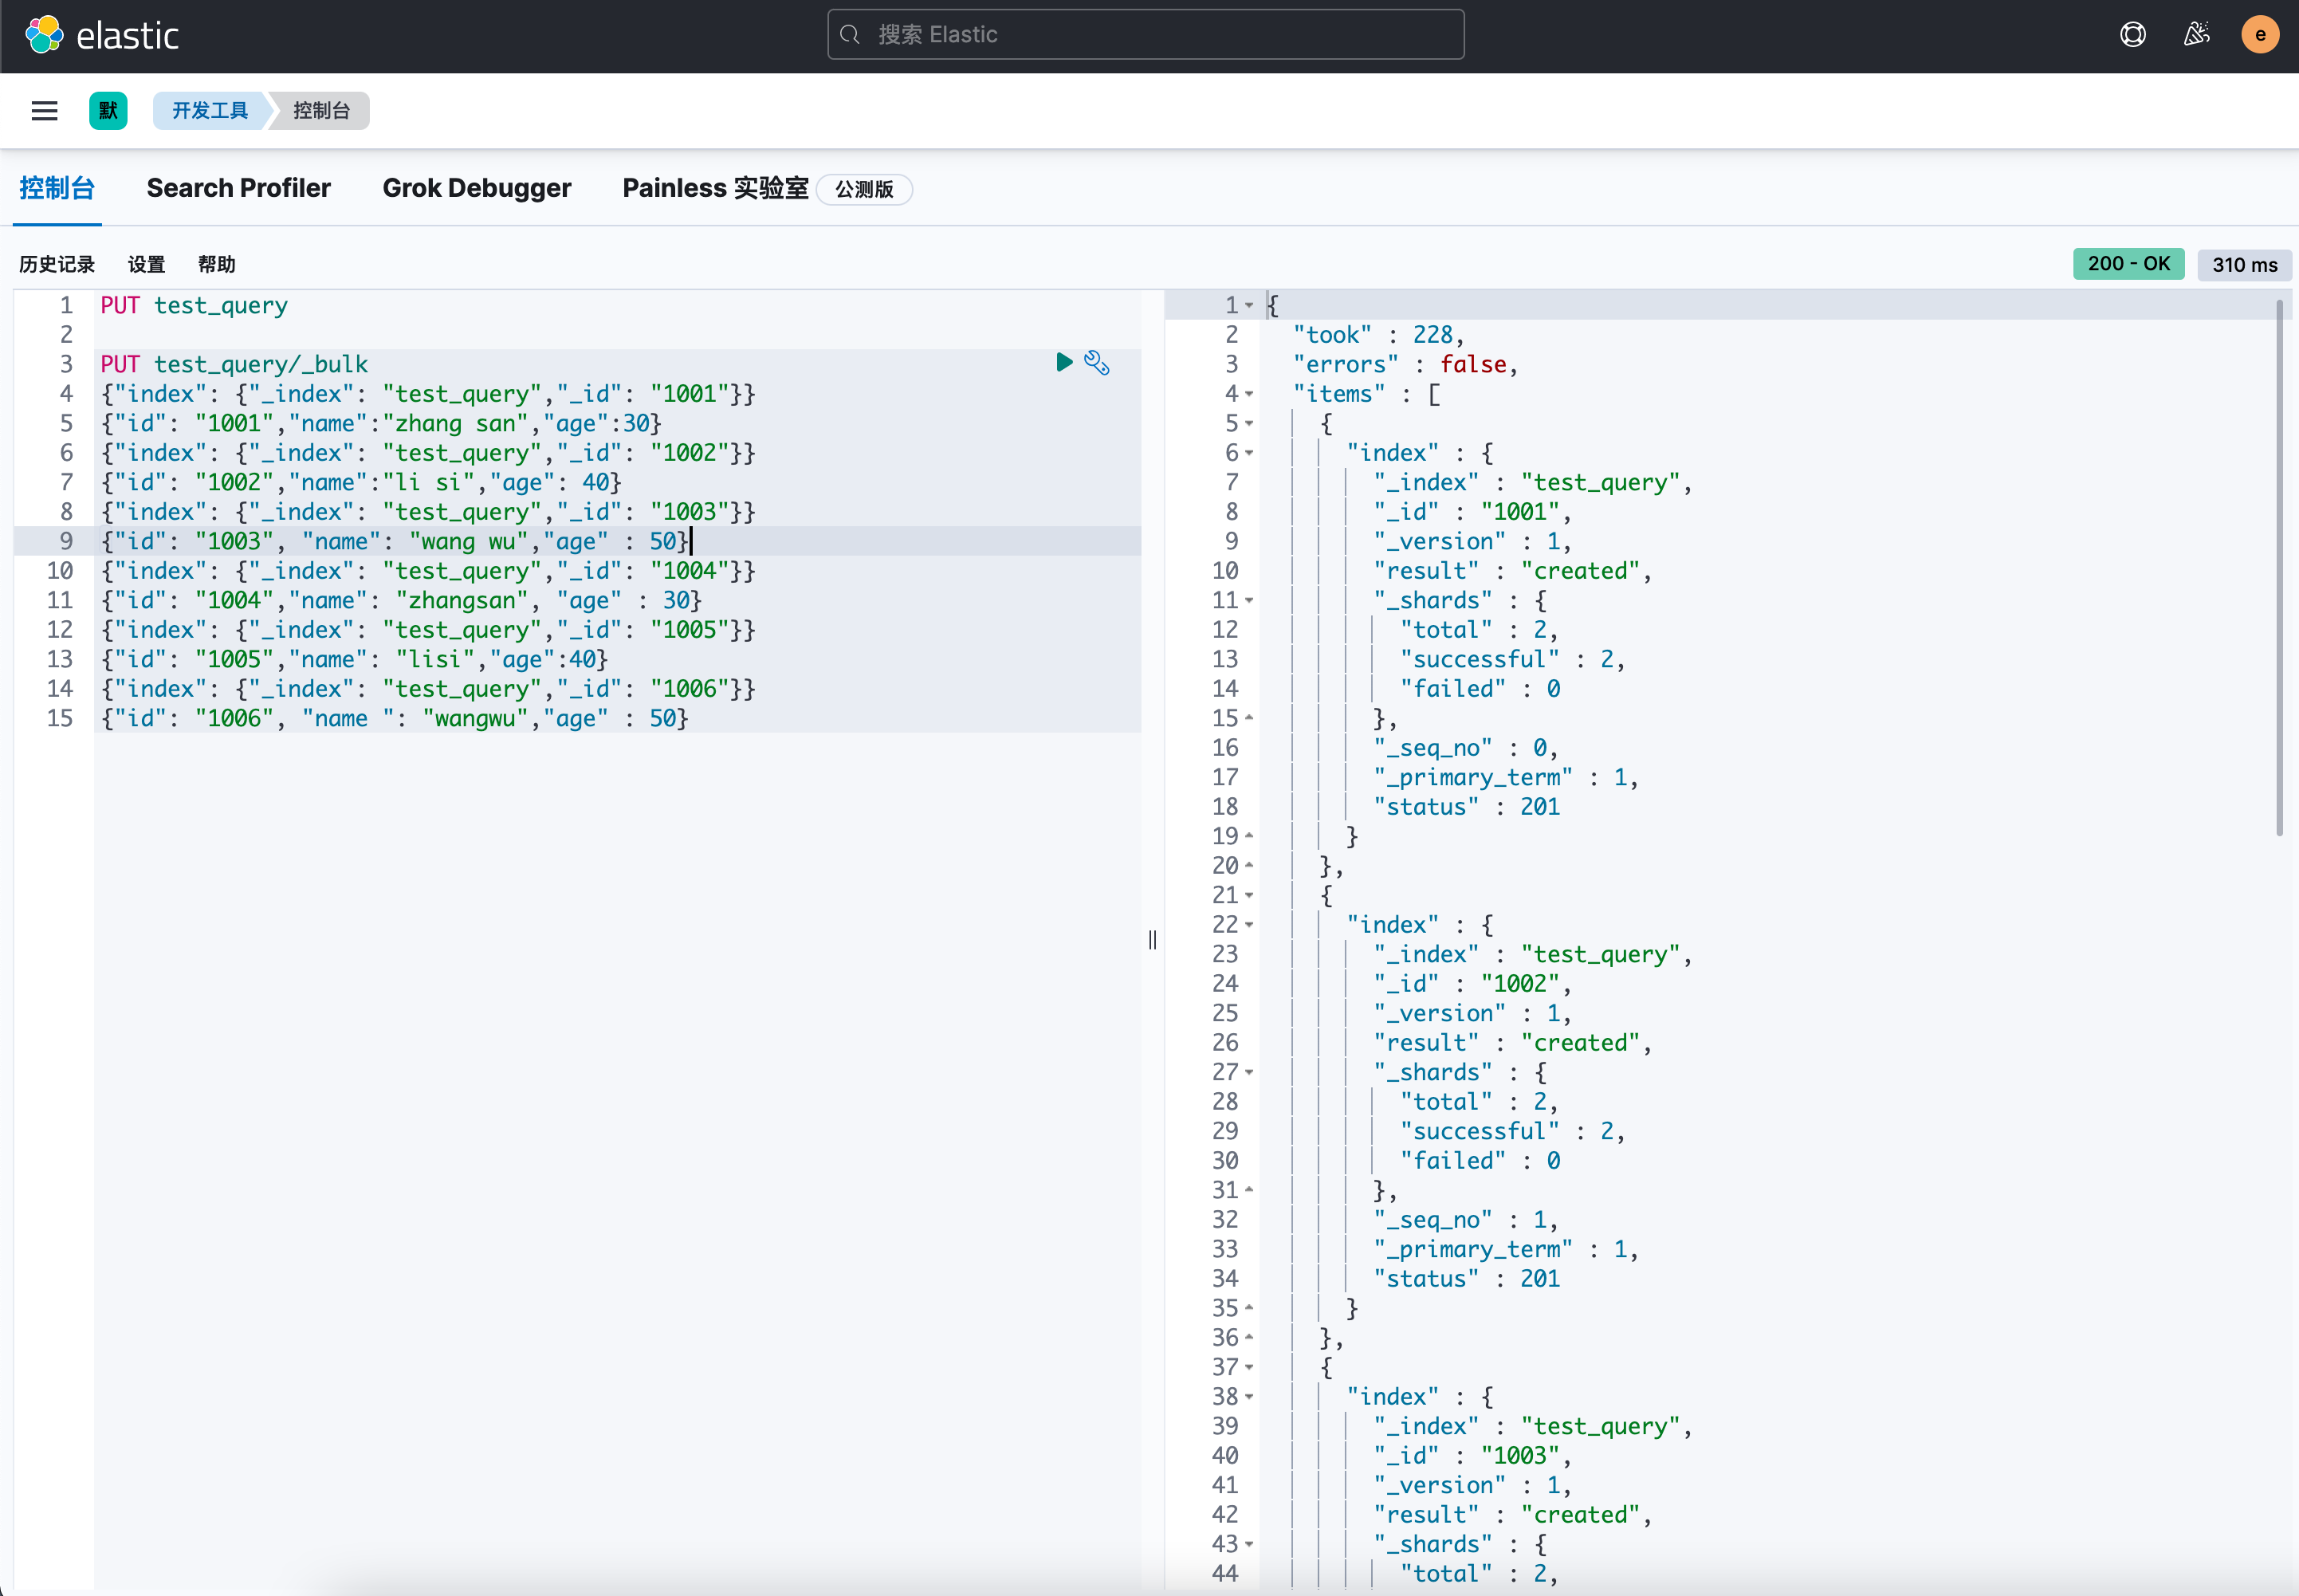 elastic
搜索 Elastic
e
默
开发工具
控制台
控制台
Search Profiler
Grok Debugger
Painless 实验室
公测版
历史记录
设置
帮助
200 - OK
310 ms
1 PUT test_query
2
3 PUT test_query/_bulk
4 {"index": {"_index": "test_query","_id": "1001"}}
5 {"id": "1001","name":"zhang san","age":30}
6 {"index": {"_index": "test_query","_id": "1002"}}
7 {"id": "1002","name":"li si","age": 40}
8 {"index": {"_index": "test_query","_id": "1003"}}
9 {"id": "1003", "name": "wang wu","age" : 50}
10 {"index": {"_index": "test_query","_id": "1004"}}
11 {"id": "1004","name": "zhangsan", "age" : 30}
12 {"index": {"_index": "test_query","_id": "1005"}}
13 {"id": "1005","name": "lisi","age":40}
14 {"index": {"_index": "test_query","_id": "1006"}}
15 {"id": "1006", "name ": "wangwu","age" : 50}
1 {
2 "took" : 228,
3 "errors" : false,
4 "items" : [
5 {
6 "index" : {
7 "_index" : "test_query",
8 "_id" : "1001",
9 "_version" : 1,
10 "result" : "created",
11 "_shards" : {
12 "total" : 2,
13 "successful" : 2,
14 "failed" : 0
15 },
16 "_seq_no" : 0,
17 "_primary_term" : 1,
18 "status" : 201
19 }
20 },
21 {
22 "index" : {
23 "_index" : "test_query",
24 "_id" : "1002",
25 "_version" : 1,
26 "result" : "created",
27 "_shards" : {
28 "total" : 2,
29 "successful" : 2,
30 "failed" : 0
31 },
32 "_seq_no" : 1,
33 "_primary_term" : 1,
34 "status" : 201
35 }
36 },
37 {
38 "index" : {
39 "_index" : "test_query",
40 "_id" : "1003",
41 "_version" : 1,
42 "result" : "created",
43 "_shards" : {
44 "total" : 2,